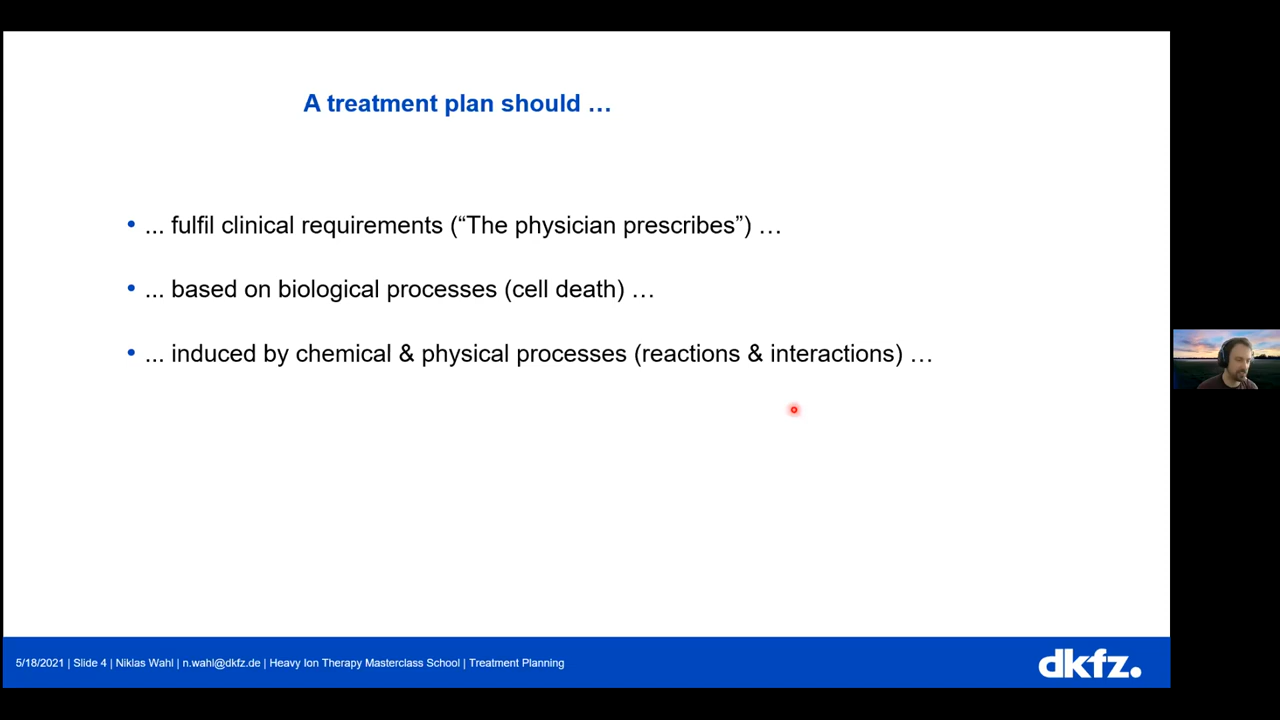 A treatment plan should …
• ... fulfil clinical requirements (“The physician prescribes”) …
• ... based on biological processes (cell death) …
• ... induced by chemical & physical processes (reactions & interactions) …
5/18/2021 | Slide 4 | Niklas Wahl | n.wahl@dkfz.de | Heavy Ion Therapy Masterclass School | Treatment Planning
dkfz.